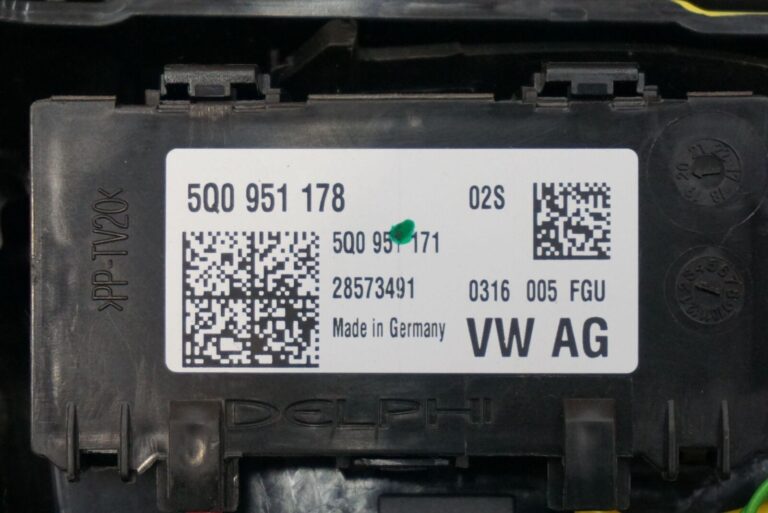 5Q0 951 178
02S
5Q0 951 171
28573491
0316 005 FGU
Made in Germany
VW AG
>PP-TV20<
DELPHI